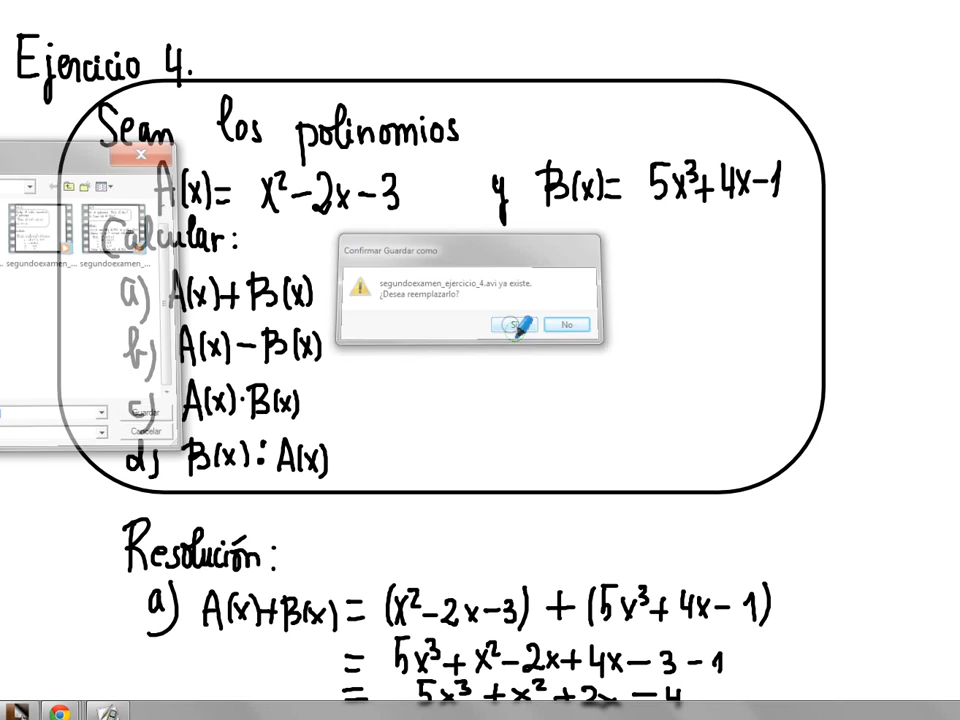 Ejercicio 4.
Sean los polinomios
A(x)= x²-2x-3 y B(x)= 5x³+4x-1
Calcular:
a) A(x)+B(x)
b) A(x)-B(x)
c) A(x)·B(x)
d) B(x):A(x)
segundoexamen_... segundoexamen_...
Guardar
Cancelar
Confirmar Guardar como
segundoexamen_ejercicio_4.avi ya existe.
¿Desea reemplazarlo?
Sí No
Resolución:
a) A(x)+B(x) = (x²-2x-3) + (5x³+4x-1)
= 5x³+x²-2x+4x-3-1
= 5x³+x²+2x-4